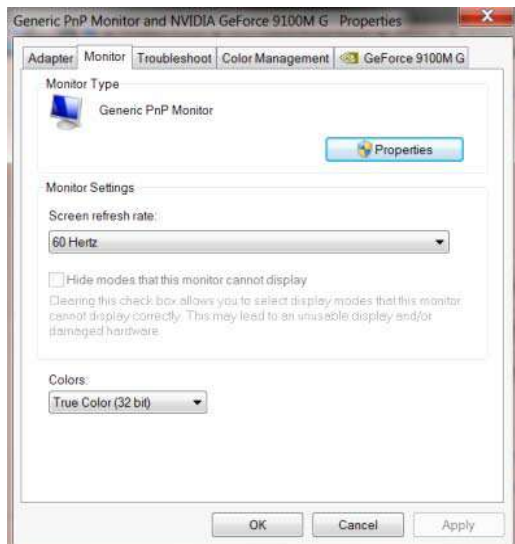 Generic PnP Monitor and NVIDIA GeForce 9100M G Properties
Adapter Monitor Troubleshoot Color Management GeForce 9100M G
Monitor Type
Generic PnP Monitor
Properties
Monitor Settings
Screen refresh rate:
60 Hertz
Hide modes that this monitor cannot display
Clearing this check box allows you to select display modes that this monitor
cannot display correctly. This may lead to an unusable display and/or
damaged hardware.
Colors:
True Color (32 bit)
OK Cancel Apply